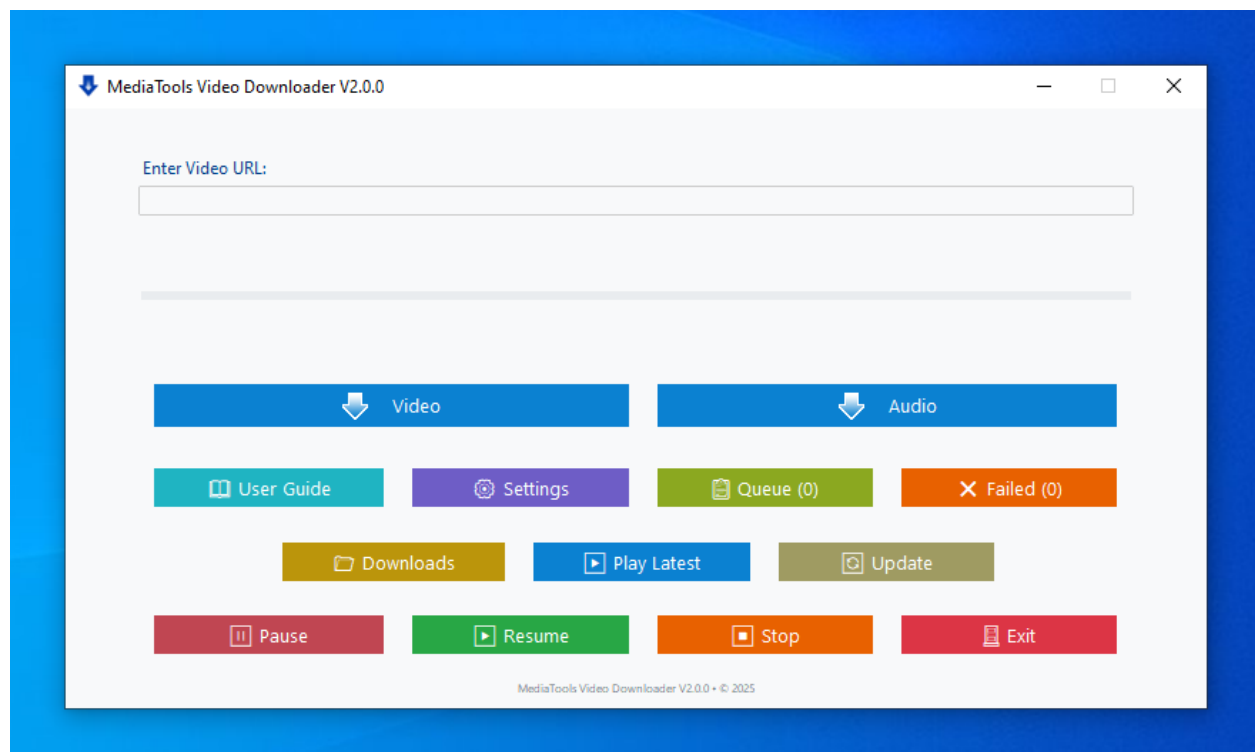 MediaTools Video Downloader V2.0.0
Enter Video URL:
Video Audio
User Guide Settings Queue (0) Failed (0)
Downloads Play Latest Update
Pause Resume Stop Exit
MediaTools Video Downloader V2.0.0 • © 2025